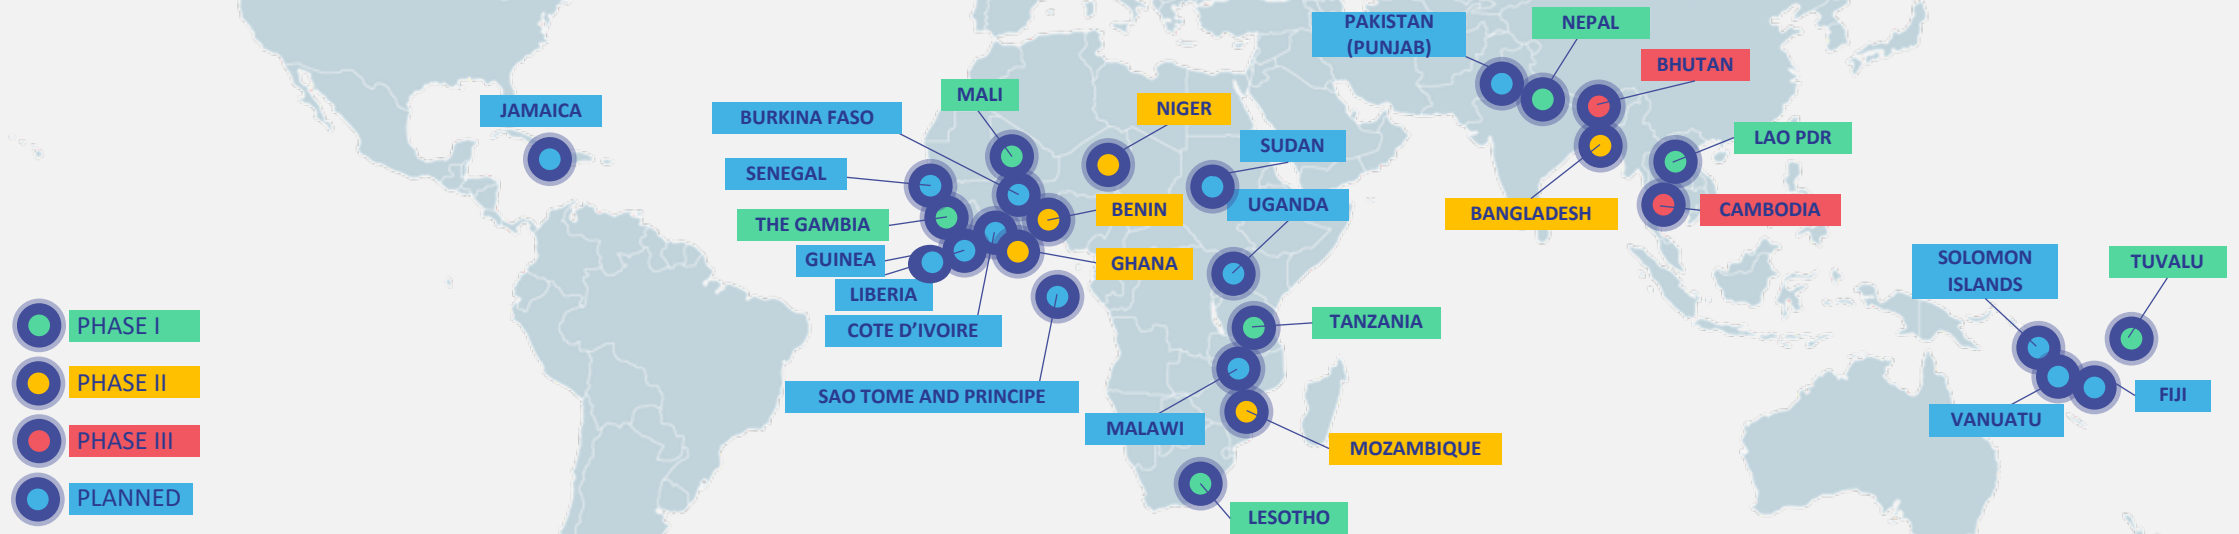 PAKISTAN
(PUNJAB)
NEPAL
BHUTAN
MALI
JAMAICA
BURKINA FASO
NIGER
LAO PDR
SUDAN
SENEGAL
UGANDA
BENIN
BANGLADESH
CAMBODIA
THE GAMBIA
GUINEA
GHANA
SOLOMON
ISLANDS
TUVALU
LIBERIA
COTE D'IVOIRE
TANZANIA
PHASE I
PHASE II
SAO TOME AND PRINCIPE
FIJI
VANUATU
MALAWI
MOZAMBIQUE
PHASE III
PLANNED
LESOTHO